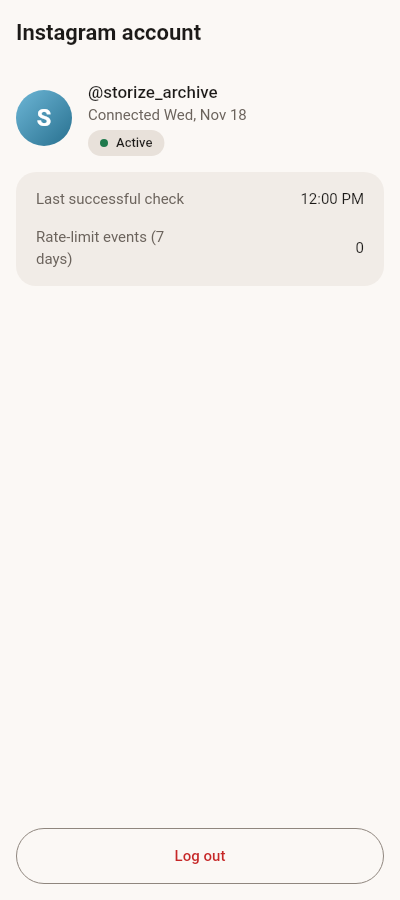 Instagram account
S
@storize_archive
Connected Wed, Nov 18
Active
Last successful check 12:00 PM
Rate-limit events (7
days) 0
Log out